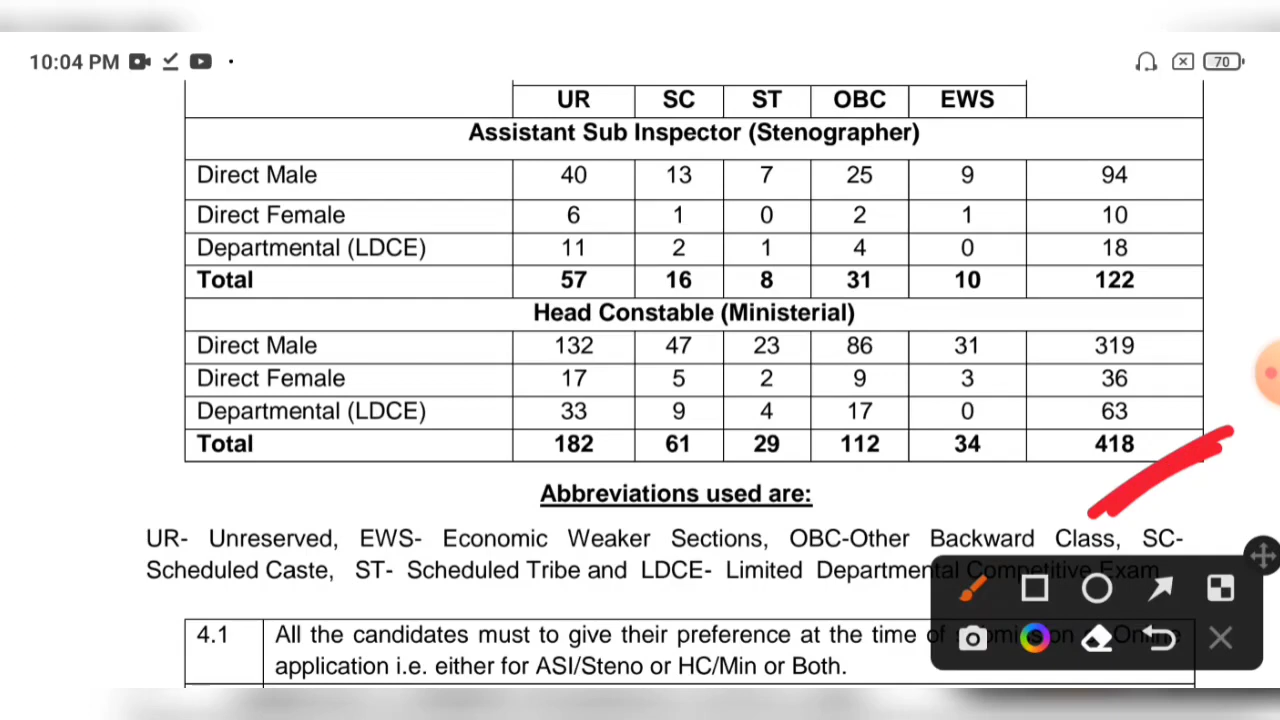 10:04 PM
70
UR SC ST OBC EWS
Assistant Sub Inspector (Stenographer)
Direct Male 40 13 7 25 9 94
Direct Female 6 1 0 2 1 10
Departmental (LDCE) 11 2 1 4 0 18
Total 57 16 8 31 10 122
Head Constable (Ministerial)
Direct Male 132 47 23 86 31 319
Direct Female 17 5 2 9 3 36
Departmental (LDCE) 33 9 4 17 0 63
Total 182 61 29 112 34 418
Abbreviations used are:
UR- Unreserved, EWS- Economic Weaker Sections, OBC-Other Backward Class, SC-
Scheduled Caste, ST- Scheduled Tribe and LDCE- Limited Departmental Competitive Exam
4.1 All the candidates must to give their preference at the time of submission on Online
application i.e. either for ASI/Steno or HC/Min or Both.